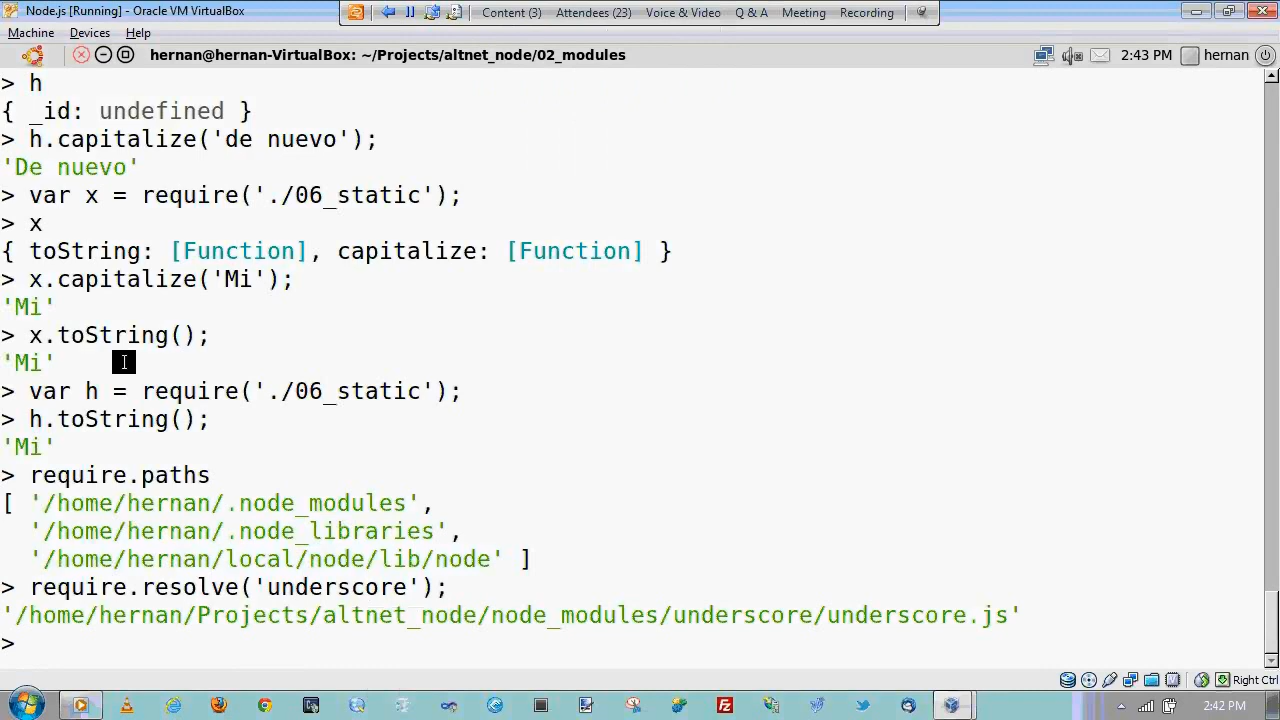 Node.js [Running] - Oracle VM VirtualBox
Content (3) Attendees (23) Voice & Video Q & A Meeting Recording
Machine Devices Help
hernan@hernan-VirtualBox: ~/Projects/altnet_node/02_modules 2:43 PM hernan
> h
{ _id: undefined }
> h.capitalize('de nuevo');
'De nuevo'
> var x = require('./06_static');
> x
{ toString: [Function], capitalize: [Function] }
> x.capitalize('Mi');
'Mi'
> x.toString();
'Mi'
> var h = require('./06_static');
> h.toString();
'Mi'
> require.paths
[ '/home/hernan/.node_modules',
'/home/hernan/.node_libraries',
'/home/hernan/local/node/lib/node' ]
> require.resolve('underscore');
'/home/hernan/Projects/altnet_node/node_modules/underscore/underscore.js'
>
Right Ctrl
2:42 PM